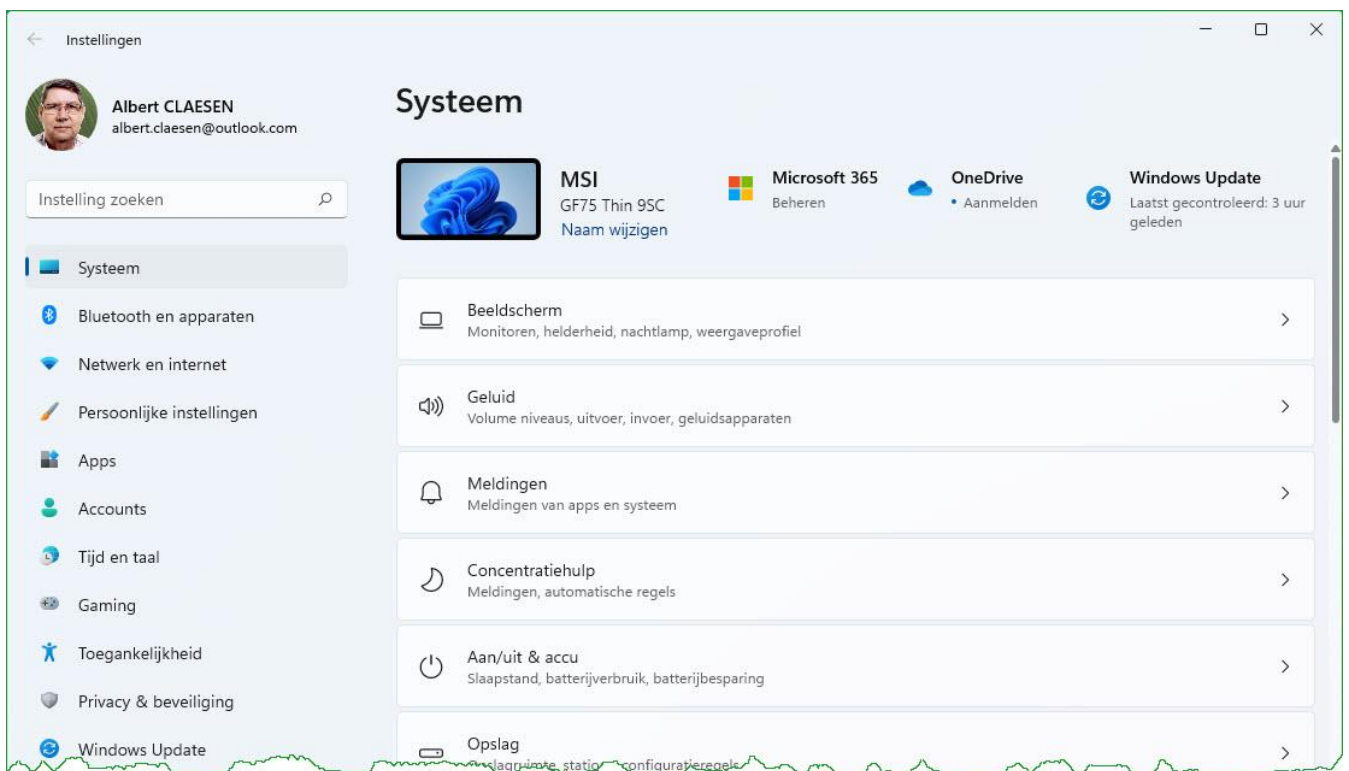 Instellingen
Albert CLAESEN
albert.claesen@outlook.com
Instelling zoeken
Systeem
Bluetooth en apparaten
Netwerk en internet
Persoonlijke instellingen
Apps
Accounts
Tijd en taal
Gaming
Toegankelijkheid
Privacy & beveiliging
Windows Update
Systeem
MSI
GF75 Thin 9SC
Naam wijzigen
Microsoft 365
Beheren
OneDrive
• Aanmelden
Windows Update
Laatst gecontroleerd: 3 uur
geleden
Beeldscherm
Monitoren, helderheid, nachtlamp, weergaveprofiel
Geluid
Volume niveaus, uitvoer, invoer, geluidsapparaten
Meldingen
Meldingen van apps en systeem
Concentratiehulp
Meldingen, automatische regels
Aan/uit & accu
Slaapstand, batterijverbruik, batterijbesparing
Opslag
configuratieregels